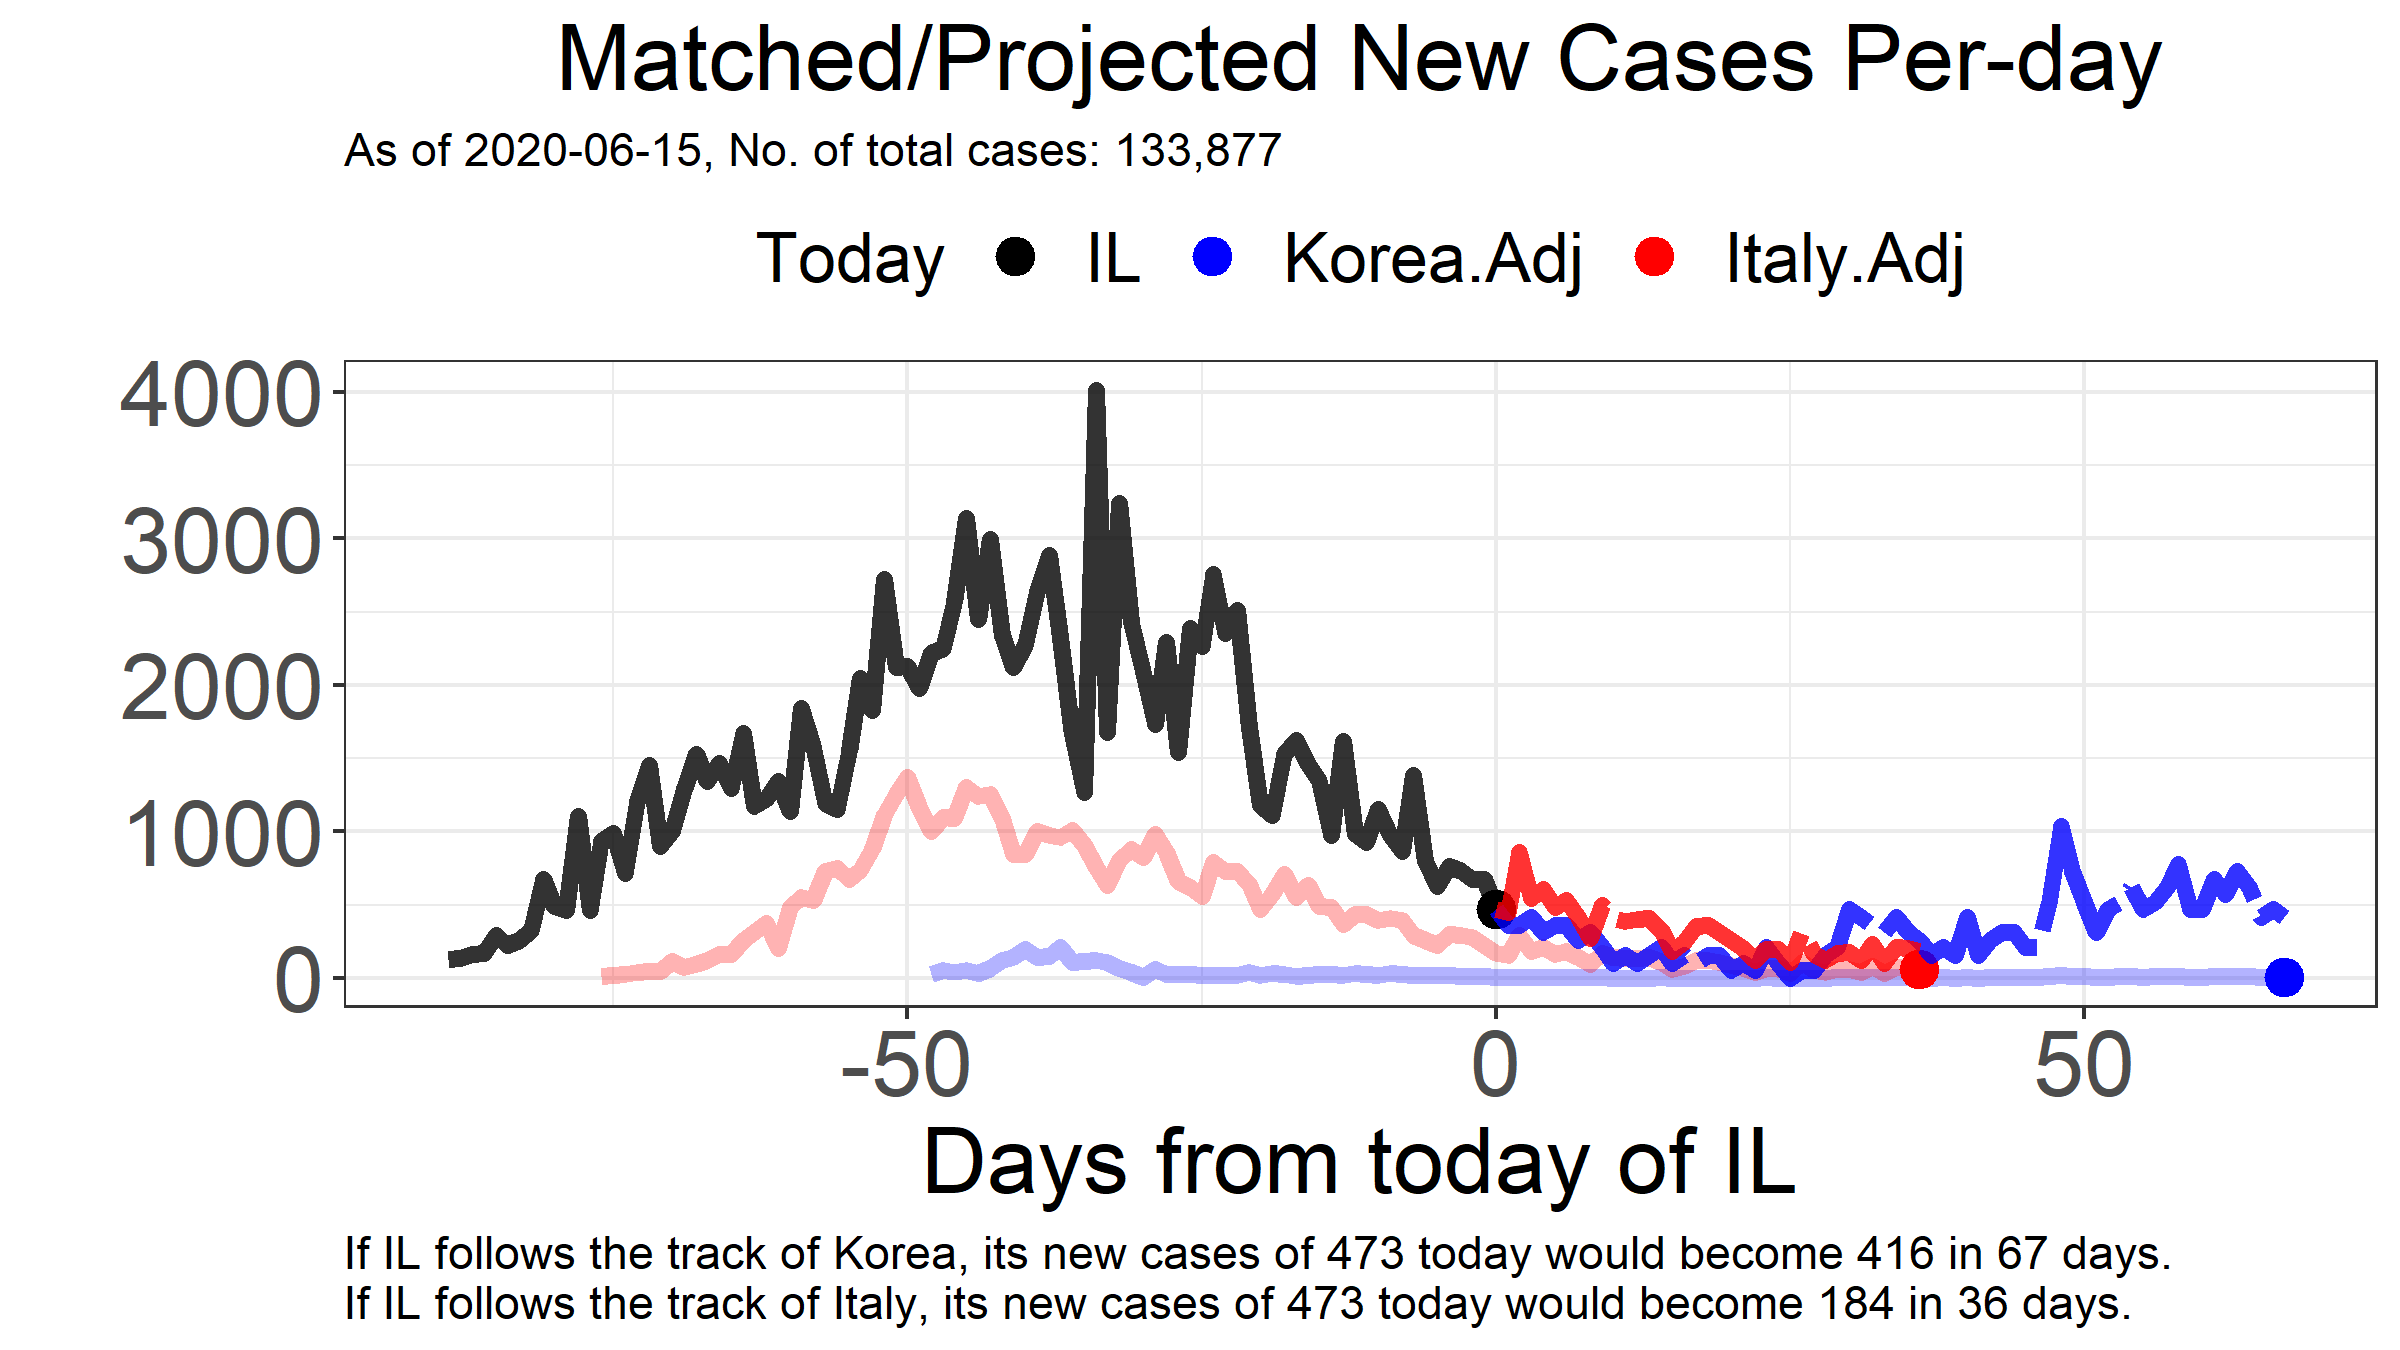 Matched/Projected New Cases Per-day
As of 2020-06-15, No. of total cases: 133,877
Today IL Korea.Adj Italy.Adj
4000
3000
2000
1000
0
-50 0 50
Days from today of IL
If IL follows the track of Korea, its new cases of 473 today would become 416 in 67 days.
If IL follows the track of Italy, its new cases of 473 today would become 184 in 36 days.